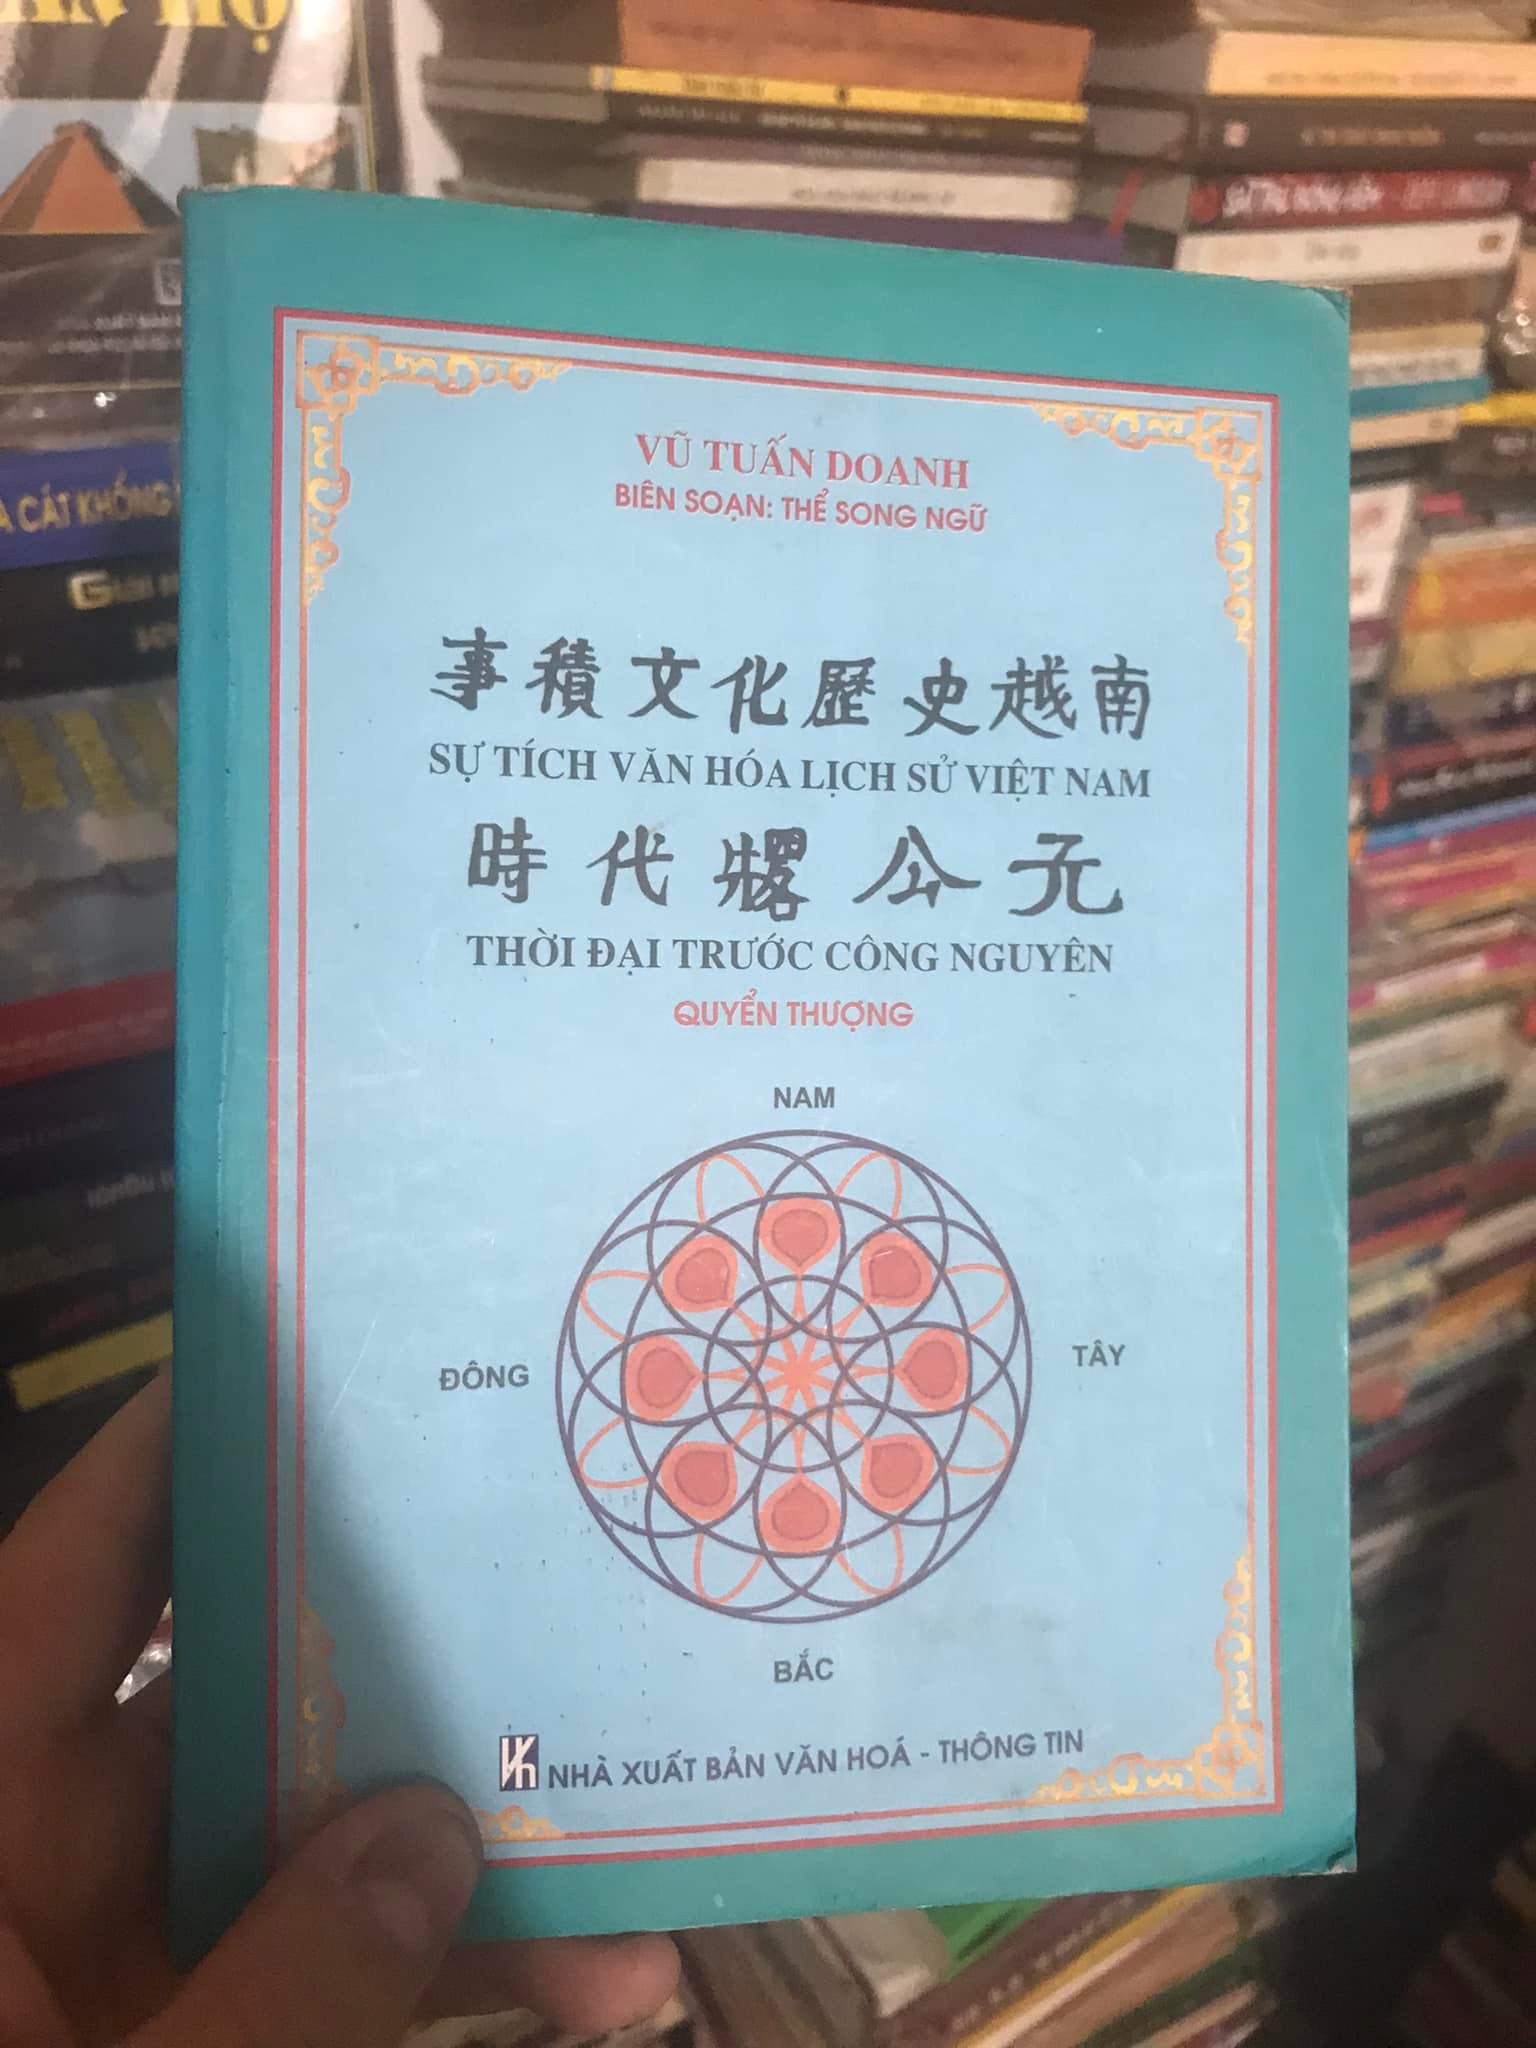 VŨ TUẤN DOANH
BIÊN SOẠN: THỂ SONG NGỮ
事積文化歷史越南
SỰ TÍCH VĂN HÓA LỊCH SỬ VIỆT NAM
時代 公元
THỜI ĐẠI TRƯỚC CÔNG NGUYÊN
QUYỂN THƯỢNG
NAM
ĐÔNG
TÂY
BẮC
NHÀ XUẤT BẢN VĂN HOÁ - THÔNG TIN
CÁT KHỔNG